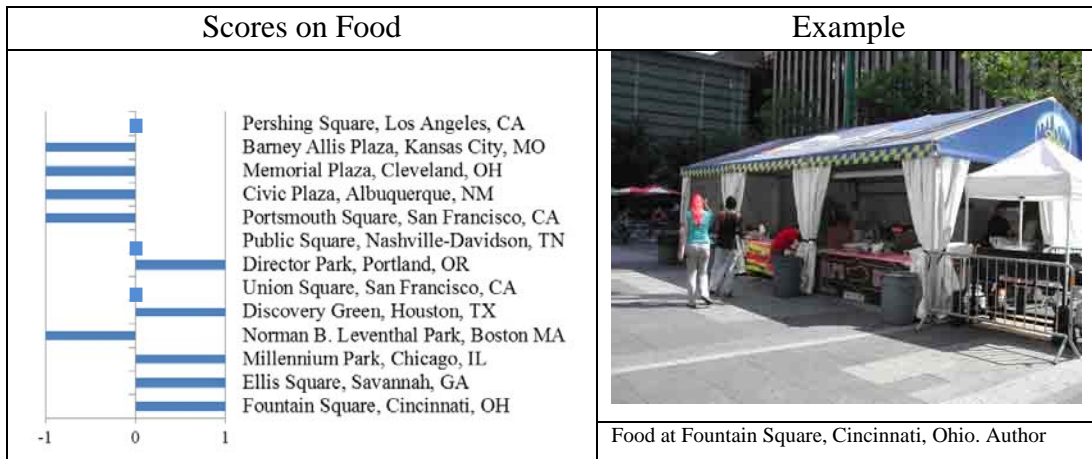 Scores on Food
Example
Pershing Square, Los Angeles, CA
Barney Allis Plaza, Kansas City, MO
Memorial Plaza, Cleveland, OH
Civic Plaza, Albuquerque, NM
Portsmouth Square, San Francisco, CA
Public Square, Nashville-Davidson, TN
Director Park, Portland, OR
Union Square, San Francisco, CA
Discovery Green, Houston, TX
Norman B. Leventhal Park, Boston MA
Millennium Park, Chicago, IL
Ellis Square, Savannah, GA
Fountain Square, Cincinnati, OH
-1 0 1
Food at Fountain Square, Cincinnati, Ohio. Author